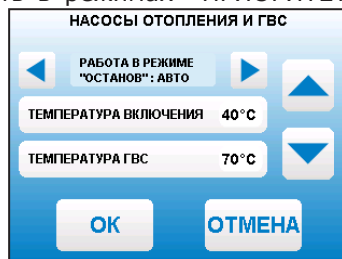 НАСОСЫ ОТОПЛЕНИЯ И ГВС
РАБОТА В РЕЖИМЕ
"ОСТАНОВ": АВТО
ТЕМПЕРАТУРА ВКЛЮЧЕНИЯ 40°C
ТЕМПЕРАТУРА ГВС 70°C
ОК ОТМЕНА